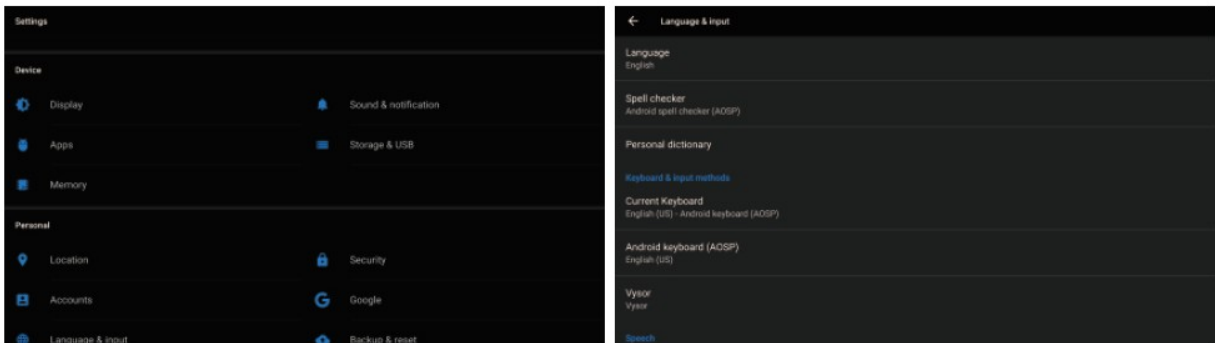 Settings
Device
Display
Sound & notification
Apps
Storage & USB
Memory
Personal
Location
Security
Accounts
Google
Language & input
Backup & reset
Language & input
Language
English
Spell checker
Android spell checker (AOSP)
Personal dictionary
Keyboard & input methods
Current Keyboard
English (US) - Android keyboard (AOSP)
Android keyboard (AOSP)
English (US)
Vysor
Vysor
Speech